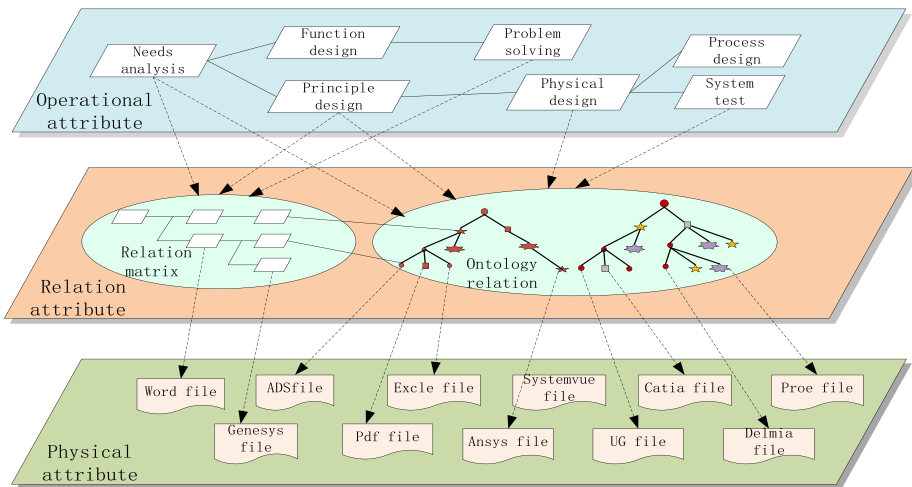 Function
design
Problem
solving
Process
design
Needs
analysis
Principle
design
Physical
design
System
test
Operational
attribute
Relation
matrix
Ontology
relation
Relation
attribute
Word file
ADSfile
Excle file
Systemvue
file
Catia file
Proe file
Genesys
file
Pdf file
Ansys file
UG file
Delmia
file
Physical
attribute